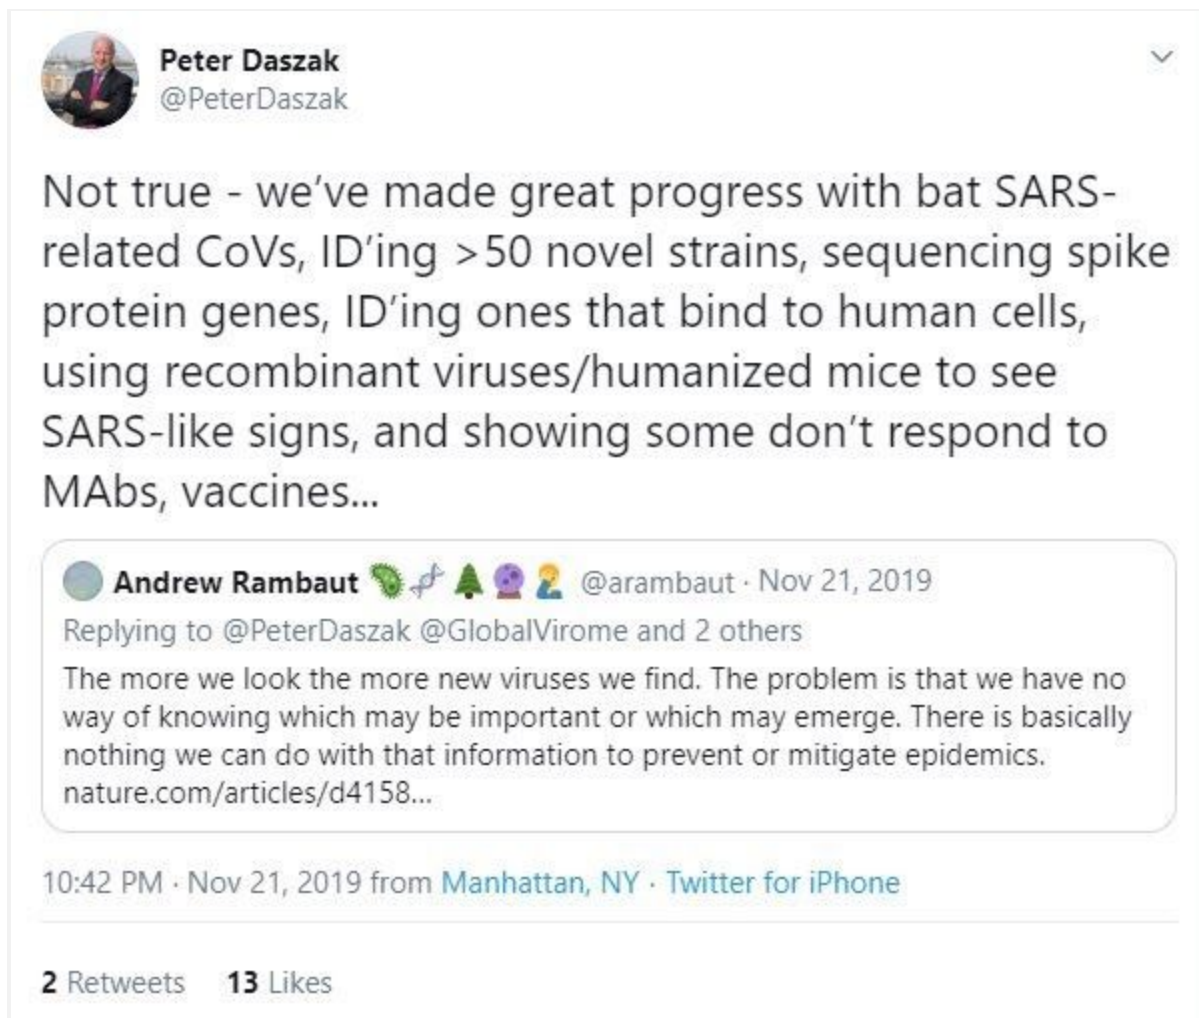 Peter Daszak
@PeterDaszak
Not true - we’ve made great progress with bat SARS-
related CoVs, ID’ing >50 novel strains, sequencing spike
protein genes, ID’ing ones that bind to human cells,
using recombinant viruses/humanized mice to see
SARS-like signs, and showing some don’t respond to
MAbs, vaccines...
Andrew Rambaut 🦠🧬🌲🔮🤦‍♂️ @arambaut · Nov 21, 2019
Replying to @PeterDaszak @GlobalVirome and 2 others
The more we look the more new viruses we find. The problem is that we have no
way of knowing which may be important or which may emerge. There is basically
nothing we can do with that information to prevent or mitigate epidemics.
nature.com/articles/d4158...
10:42 PM · Nov 21, 2019 from Manhattan, NY · Twitter for iPhone
2 Retweets 13 Likes